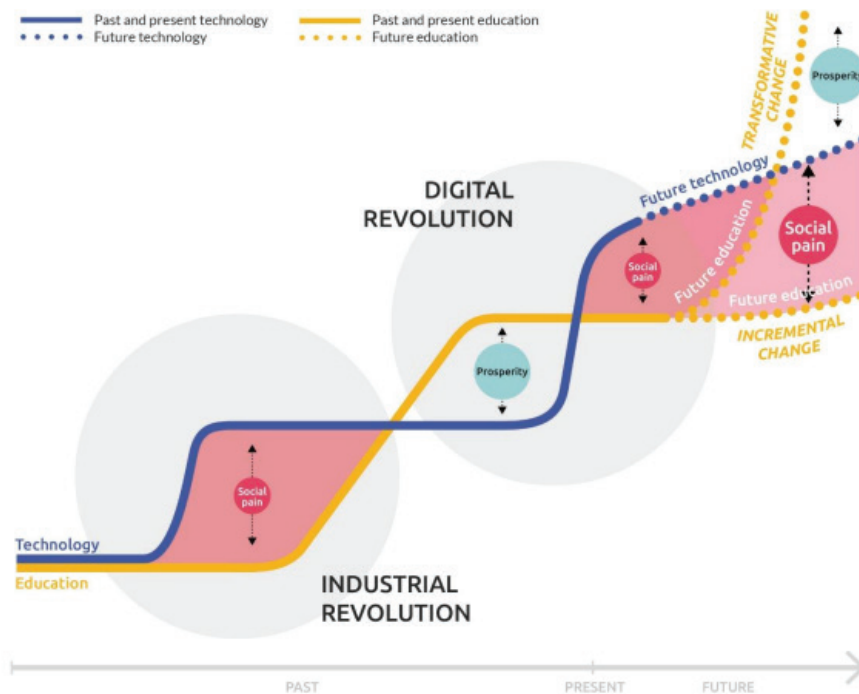 Past and present technology
Future technology
Past and present education
Future education
TRANSFORMATIVE
CHANGE
Prosperity
DIGITAL
REVOLUTION
Future technology
Social
pain
Future education
Social
pain
Future education
INCREMENTAL
CHANGE
Prosperity
Social
pain
Technology
Education
INDUSTRIAL
REVOLUTION
PAST
PRESENT
FUTURE